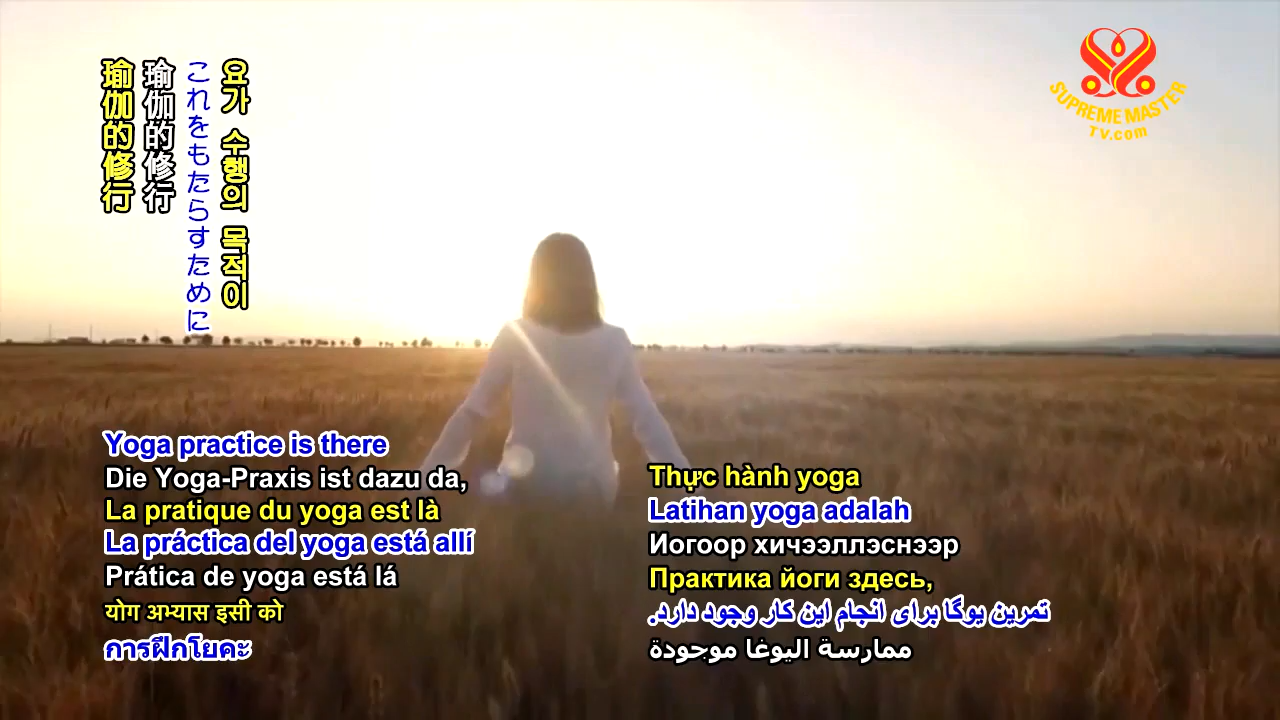 瑜伽的修行
瑜伽的修行
これをもたらすために
요가 수행의 목적이
SUPREME MASTER
TV.com
Yoga practice is there
Die Yoga-Praxis ist dazu da,
La pratique du yoga est là
La práctica del yoga está allí
Prática de yoga está lá
योग अभ्यास इसी को
การฝึกโยคะ
Thực hành yoga
Latihan yoga adalah
Иогоор хичээллэснээр
Практика йоги здесь,
تمرین یوگا برای انجام این کار وجود دارد.
ممارسة اليوغا موجودة